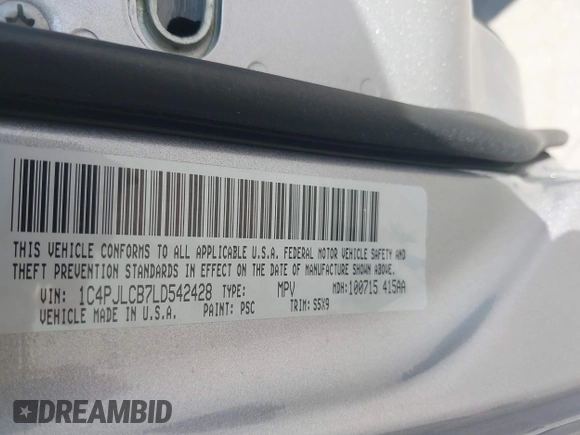 THIS VEHICLE CONFORMS TO ALL APPLICABLE U.S.A. FEDERAL MOTOR VEHICLE SAFETY AND
THEFT PREVENTION STANDARDS IN EFFECT ON THE DATE OF MANUFACTURE SHOWN ABOVE.
VIN: 1C4PJLCB7LD542428 TYPE: MPV MDH:100715 415AA
VEHICLE MADE IN U.S.A. PAINT: PSC TRIM: S5X9
DREAMBID